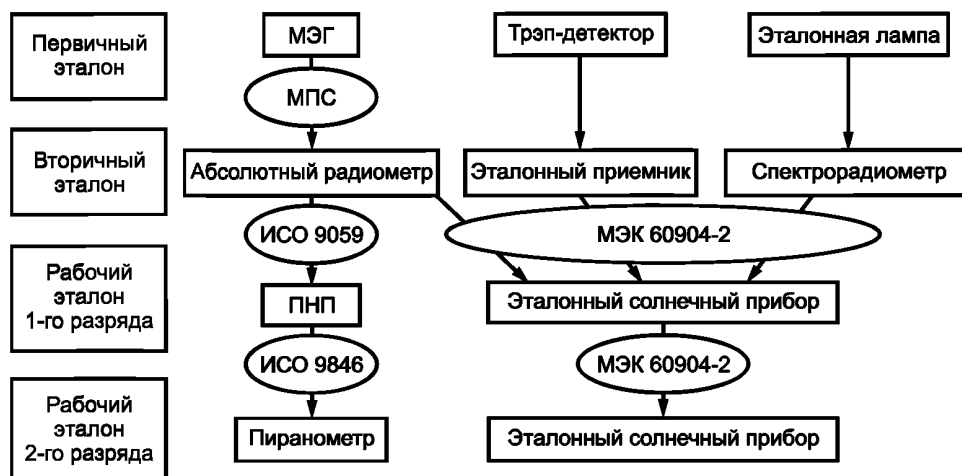 Первичный
эталон
МЭГ
Трэп-детектор
Эталонная лампа
МПС
Вторичный
эталон
Абсолютный радиометр
Эталонный приемник
Спектрорадиометр
ИСО 9059
МЭК 60904-2
Рабочий
эталон
1-го разряда
ПНП
Эталонный солнечный прибор
ИСО 9846
МЭК 60904-2
Рабочий
эталон
2-го разряда
Пиранометр
Эталонный солнечный прибор